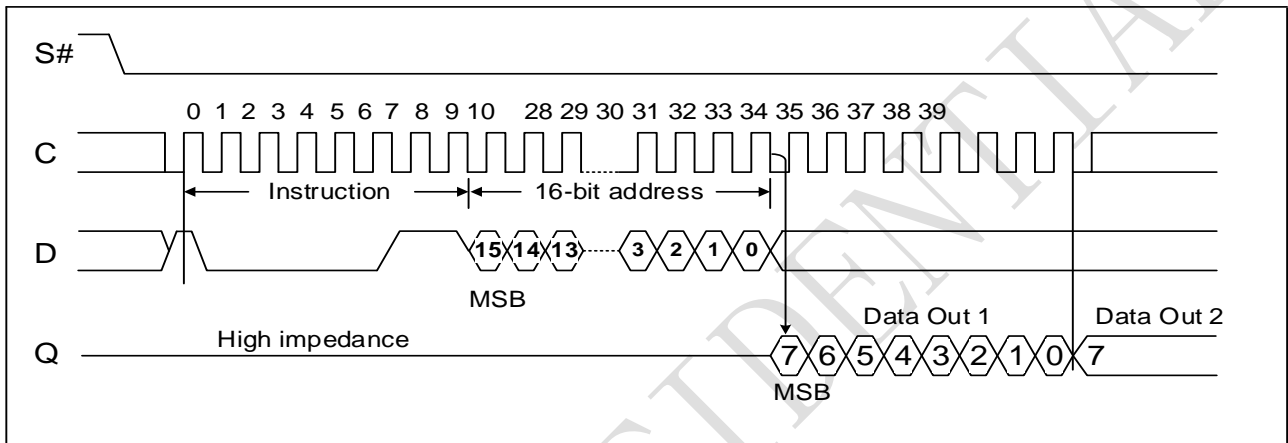 S#
0 1 2 3 4 5 6 7 8 9 10 28 29 30 31 32 33 34 35 36 37 38 39
C
Instruction 16-bit address
D 15 14 13 3 2 1 0
MSB
High impedance Data Out 1 Data Out 2
Q 7 6 5 4 3 2 1 0 7
MSB
IDENTIA